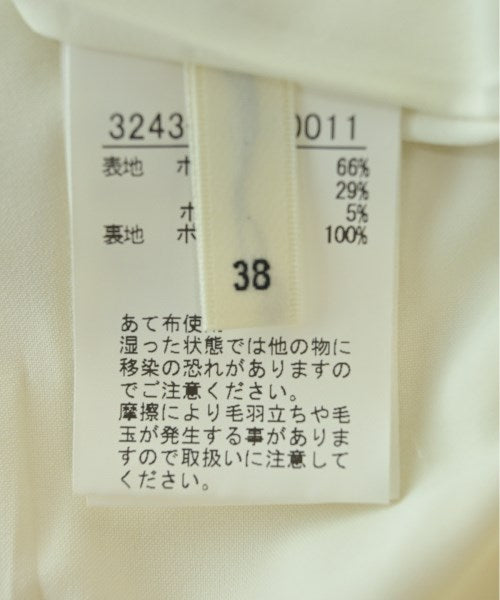 3243 0011
表地 ポ 66%
29%
ポ 5%
裏地 ポ 100%
38
あて布使
湿った状態では他の物に
移染の恐れがありますの
でご注意ください。
摩擦により毛羽立ちや毛
玉が発生する事がありま
すので取扱いに注意して
ください。